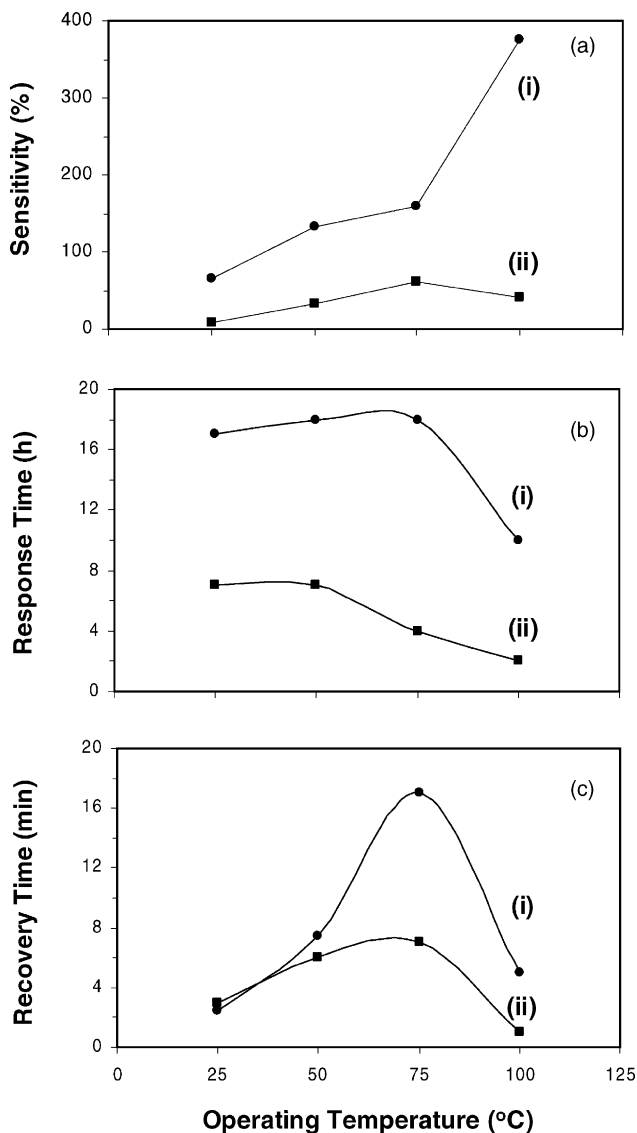 400
(a)
300
(i)
200
100
(ii)
0
Sensitivity (%)
20
16
(b)
12
(i)
8
(ii)
4
0
Response Time (h)
20
(c)
16
12
(i)
8
4
(ii)
0
Recovery Time (min)
0 25 50 75 100 125
Operating Temperature (°C)